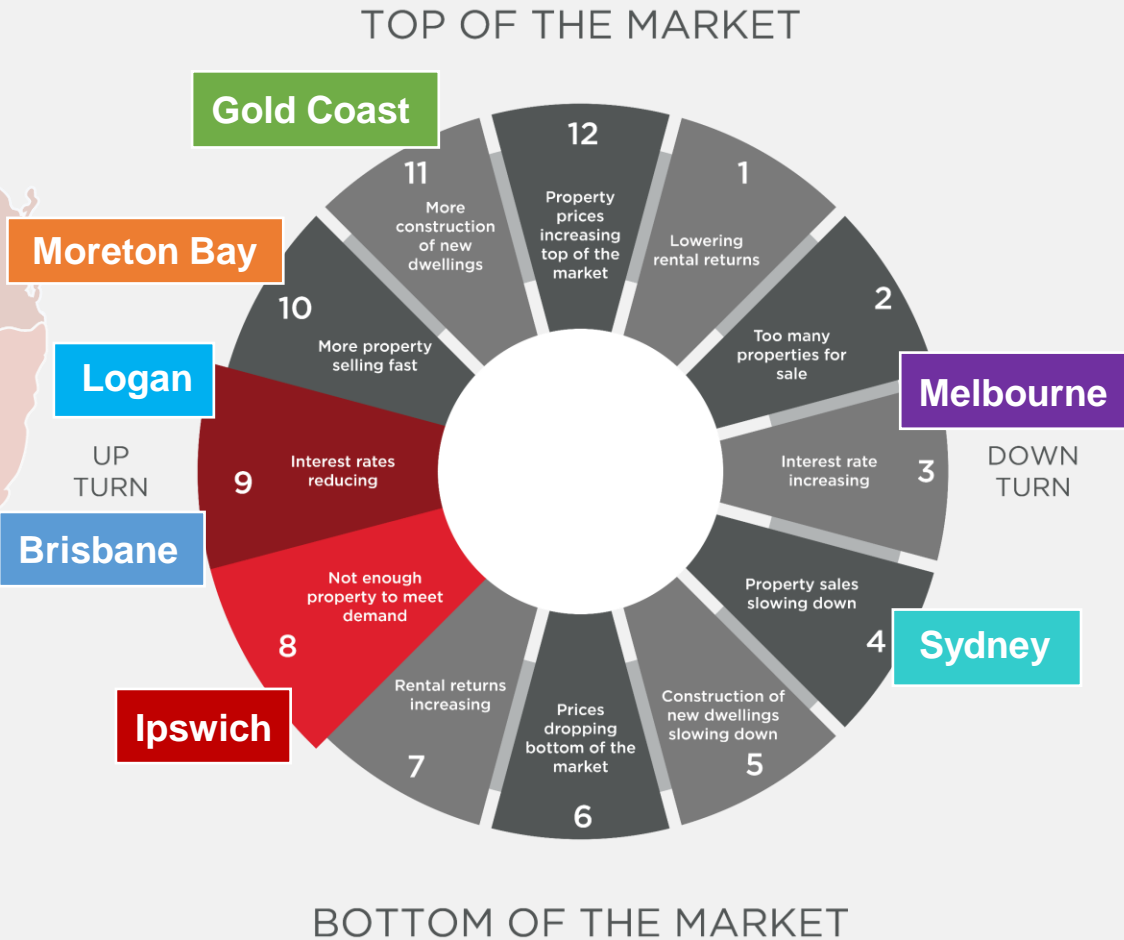 TOP OF THE MARKET
Gold Coast
12
Property
prices
increasing
top of the
market
1
Lowering
rental returns
2
Too many
properties for
sale
Melbourne
3
Interest rate
increasing
DOWN
TURN
4
Property sales
slowing down
Sydney
Construction of
new dwellings
slowing down
5
Prices
dropping
bottom of the
market
6
Rental returns
increasing
7
Ipswich
Not enough
property to meet
demand
8
Brisbane
UP
TURN
9
Interest rates
reducing
Logan
Moreton Bay
10
More property
selling fast
11
More
construction
of new
dwellings
BOTTOM OF THE MARKET